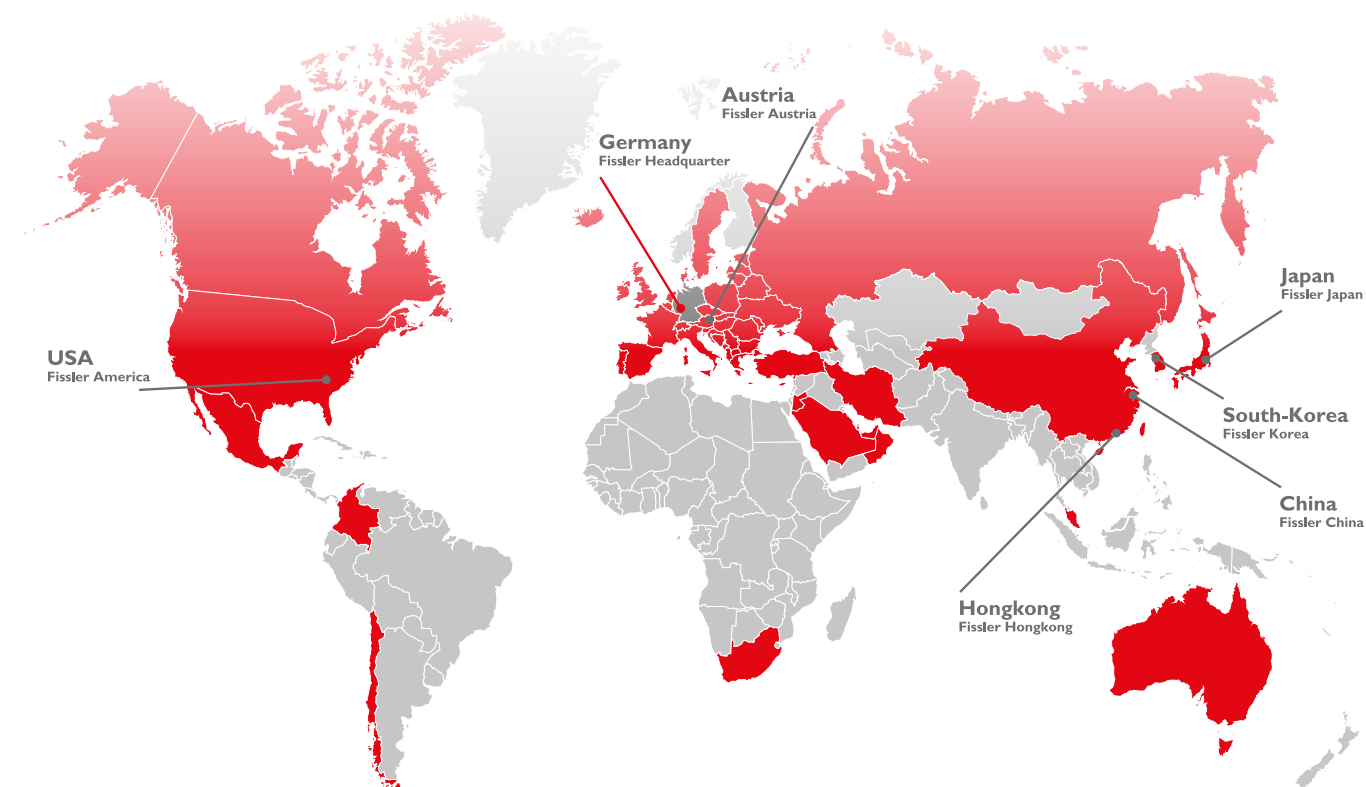 Austria
Fissler Austria
Germany
Fissler Headquarter
Japan
Fissler Japan
USA
Fissler America
South-Korea
Fissler Korea
China
Fissler China
Hongkong
Fissler Hongkong